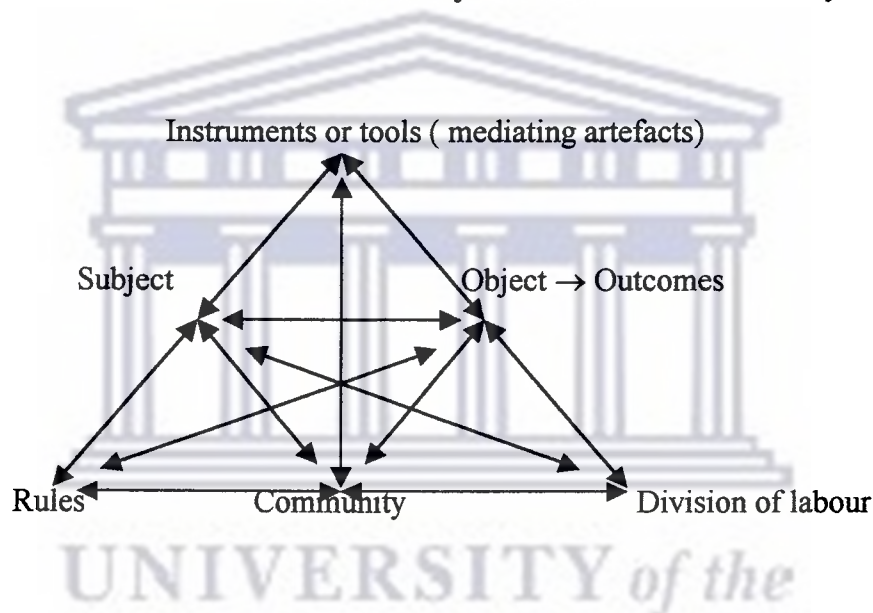 Instruments or tools ( mediating artefacts)
Subject
Object → Outcomes
Rules
Community
Division of labour
UNIVERSITY of the